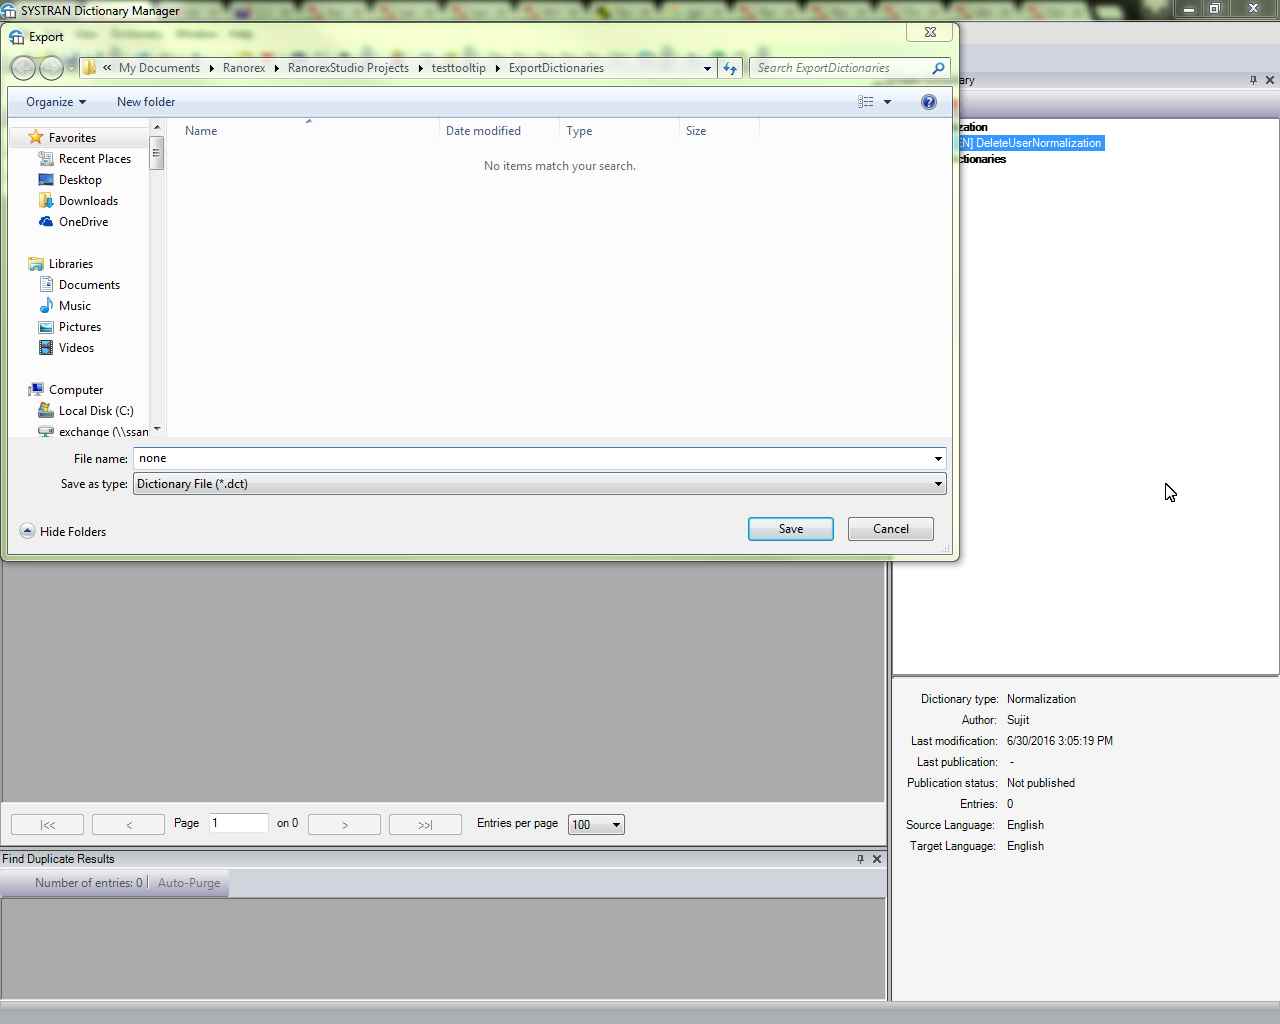 SYSTRAN Dictionary Manager
Export
« My Documents Ranorex RanorexStudio Projects testtooltip ExportDictionaries
Search ExportDictionaries
Organize
New folder
Name
Date modified
Type
Size
No items match your search.
Favorites
Recent Places
Desktop
Downloads
OneDrive
Libraries
Documents
Music
Pictures
Videos
Computer
Local Disk (C:)
exchange (\\ssan
File name: none
Save as type: Dictionary File (*.dct)
Hide Folders
Save
Cancel
zation
EN] DeleteUserNormalization
ctionaries
Dictionary type: Normalization
Author: Sujit
Last modification: 6/30/2016 3:05:19 PM
Last publication: -
Publication status: Not published
Entries: 0
Source Language: English
Target Language: English
|<<
<
Page 1 on 0
>
>>|
Entries per page 100
Find Duplicate Results
Number of entries: 0
Auto-Purge